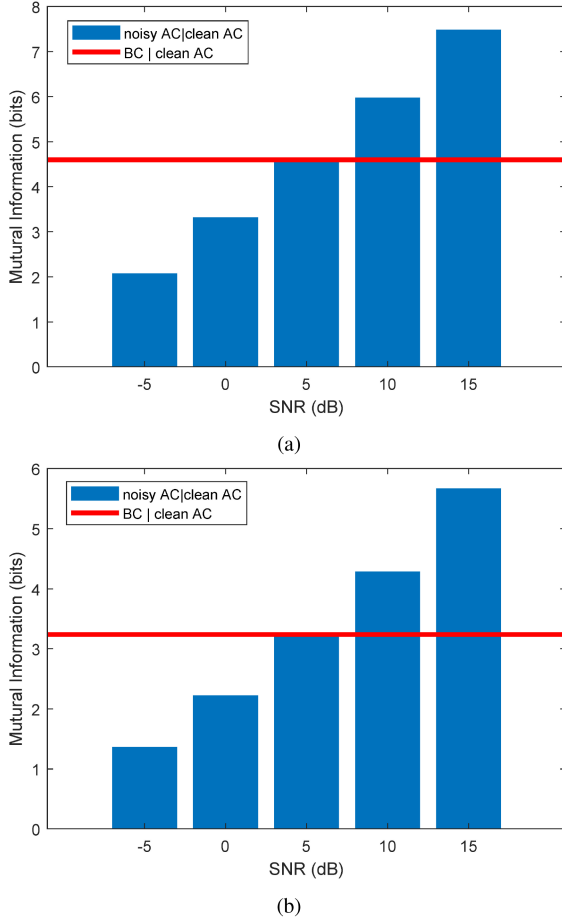 8
7
6
5
4
3
2
1
0
Mutural Information (bits)
noisy AC|clean AC
BC | clean AC
-5 0 5 10 15
SNR (dB)
(a)
6
5
4
3
2
1
0
Mutural Information (bits)
noisy AC|clean AC
BC | clean AC
-5 0 5 10 15
SNR (dB)
(b)